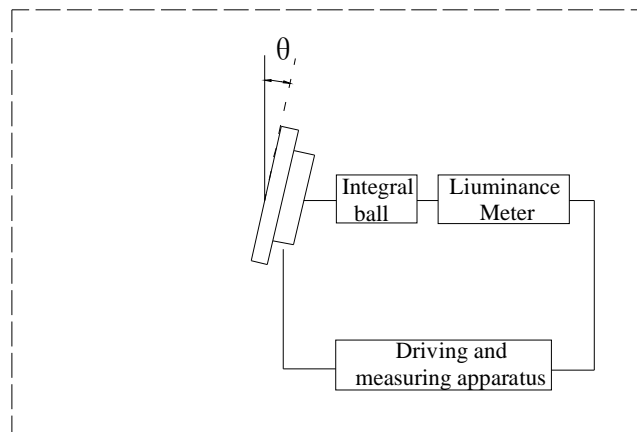 θ
Integral
ball
Liuminance
Meter
Driving and
measuring apparatus